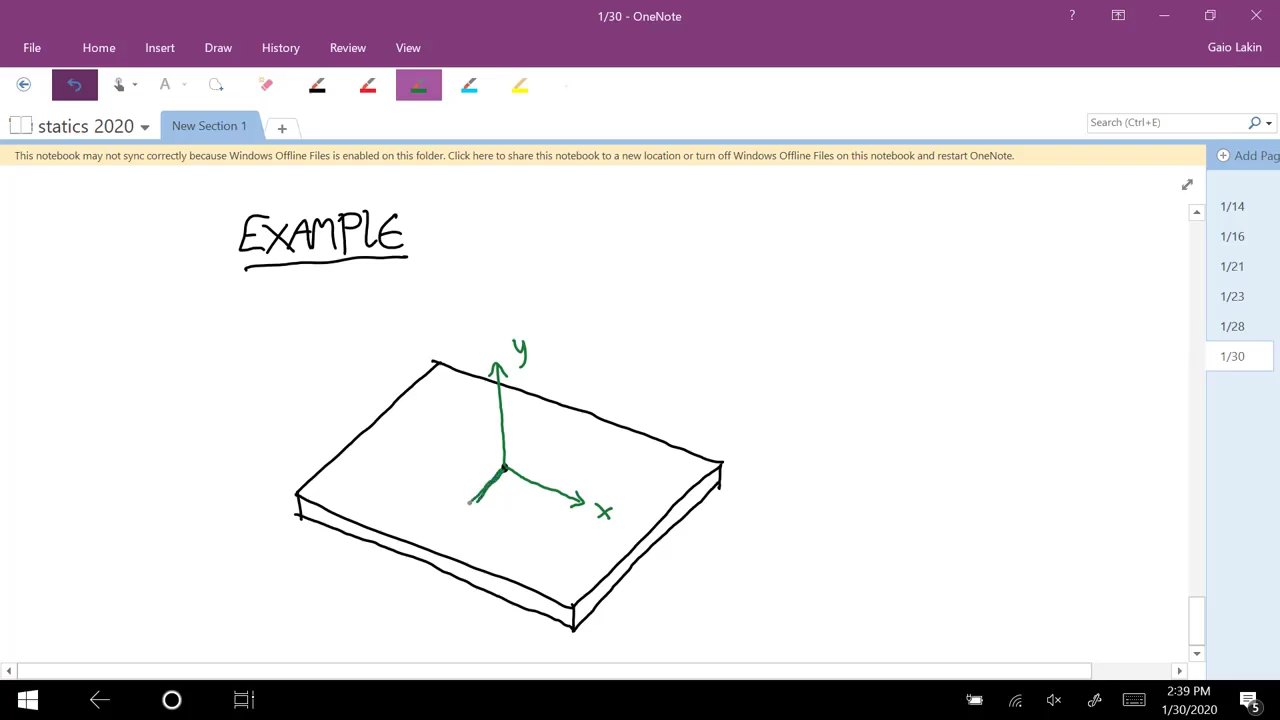 1/30 - OneNote
?
File Home Insert Draw History Review View
Gaio Lakin
A
statics 2020
New Section 1
+
Search (Ctrl+E)
This notebook may not sync correctly because Windows Offline Files is enabled on this folder. Click here to share this notebook to a new location or turn off Windows Offline Files on this notebook and restart OneNote.
Add Pag
1/14
1/16
1/21
1/23
1/28
1/30
EXAMPLE
y
x
2:39 PM
1/30/2020
5